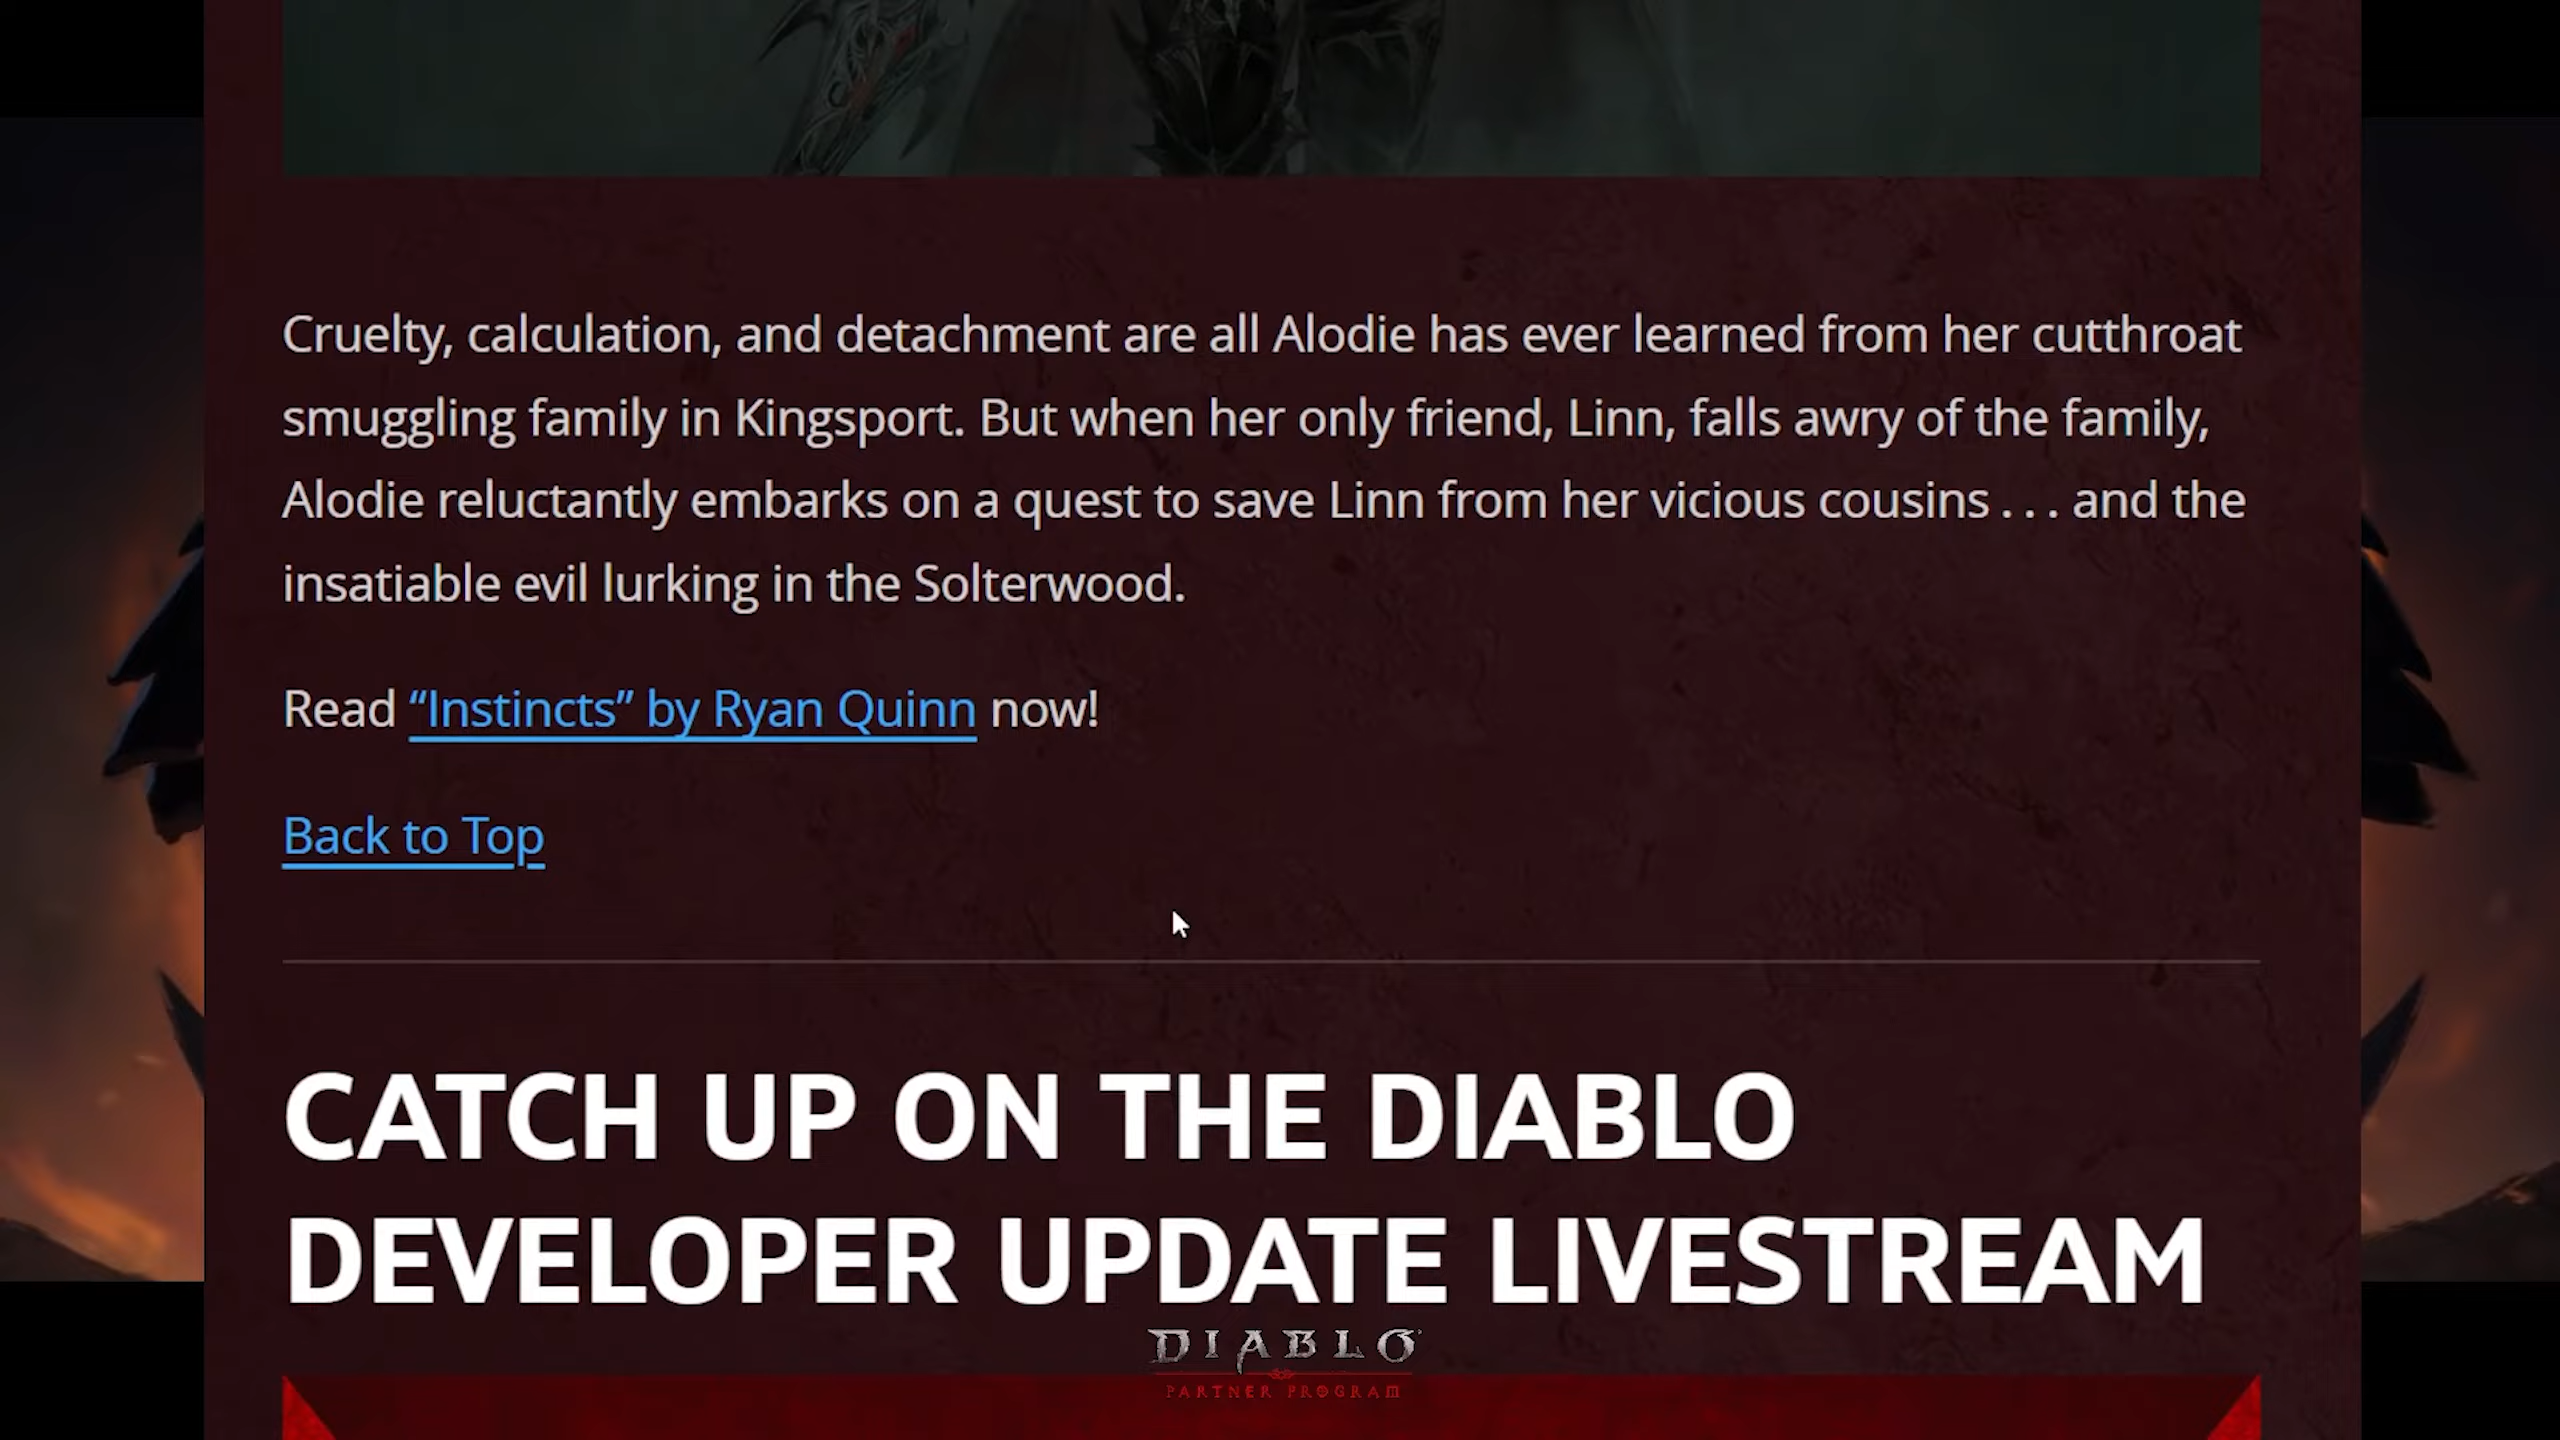 Cruelty, calculation, and detachment are all Alodie has ever learned from her cutthroat
smuggling family in Kingsport. But when her only friend, Linn, falls awry of the family,
Alodie reluctantly embarks on a quest to save Linn from her vicious cousins . . . and the
insatiable evil lurking in the Solterwood.
Read “Instincts” by Ryan Quinn now!
Back to Top
CATCH UP ON THE DIABLO
DEVELOPER UPDATE LIVESTREAM
DIABLO
PARTNER PROGRAM